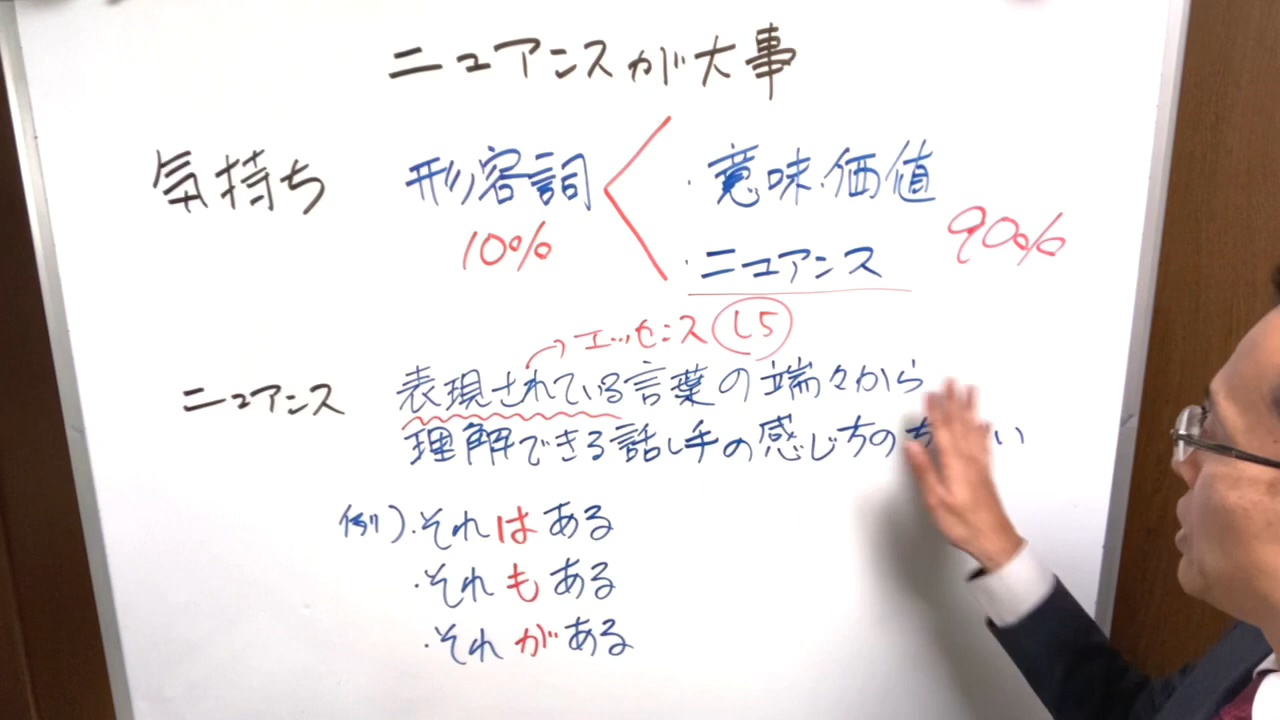 ニュアンスが大事
気持ち 形容詞 ・意味・価値
10% 90%
・ニュアンス
エッセンス L5
ニュアンス 表現されている言葉の端々から
理解できる話し手の感じ方の
例)・それはある
・それもある
・それがある